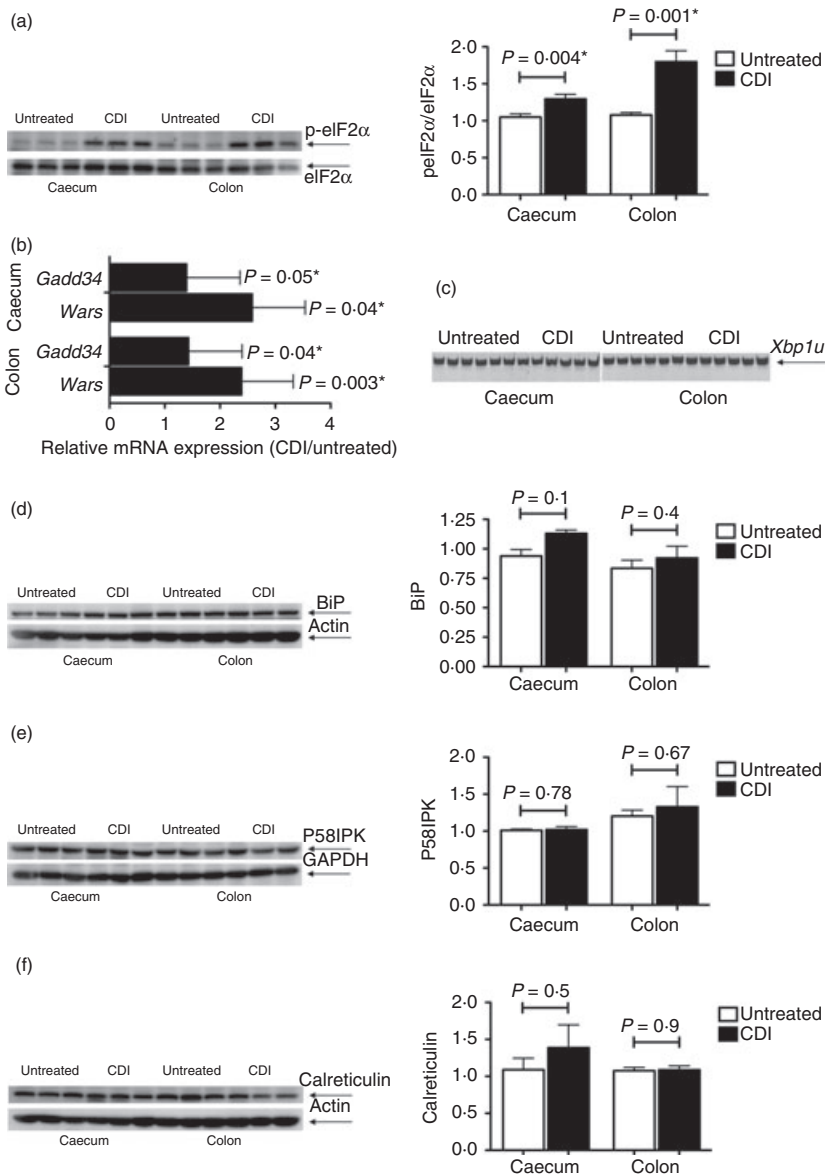 (a)
Untreated CDI Untreated CDI
p-eIF2α
eIF2α
Caecum Colon
P = 0·004*
P = 0·001*
Untreated
CDI
peIF2α/eIF2α
2·0
1·5
1·0
0·5
0·0
Caecum Colon
(b)
Caecum
Colon
Gadd34
Wars
Gadd34
Wars
P = 0·05*
P = 0·04*
P = 0·04*
P = 0·003*
0 1 2 3 4
Relative mRNA expression (CDI/untreated)
(c)
Untreated CDI Untreated CDI
Xbp1u
Caecum Colon
(d)
Untreated CDI Untreated CDI
BiP
Actin
Caecum Colon
P = 0·1
P = 0·4
Untreated
CDI
BiP
1·25
1·00
0·75
0·50
0·25
0·00
Caecum Colon
(e)
Untreated CDI Untreated CDI
P58IPK
GAPDH
Caecum Colon
P = 0·78
P = 0·67
Untreated
CDI
P58IPK
2·0
1·5
1·0
0·5
0·0
Caecum Colon
(f)
Untreated CDI Untreated CDI
Calreticulin
Actin
Caecum Colon
P = 0·5
P = 0·9
Untreated
CDI
Calreticulin
2·0
1·5
1·0
0·5
0·0
Caecum Colon